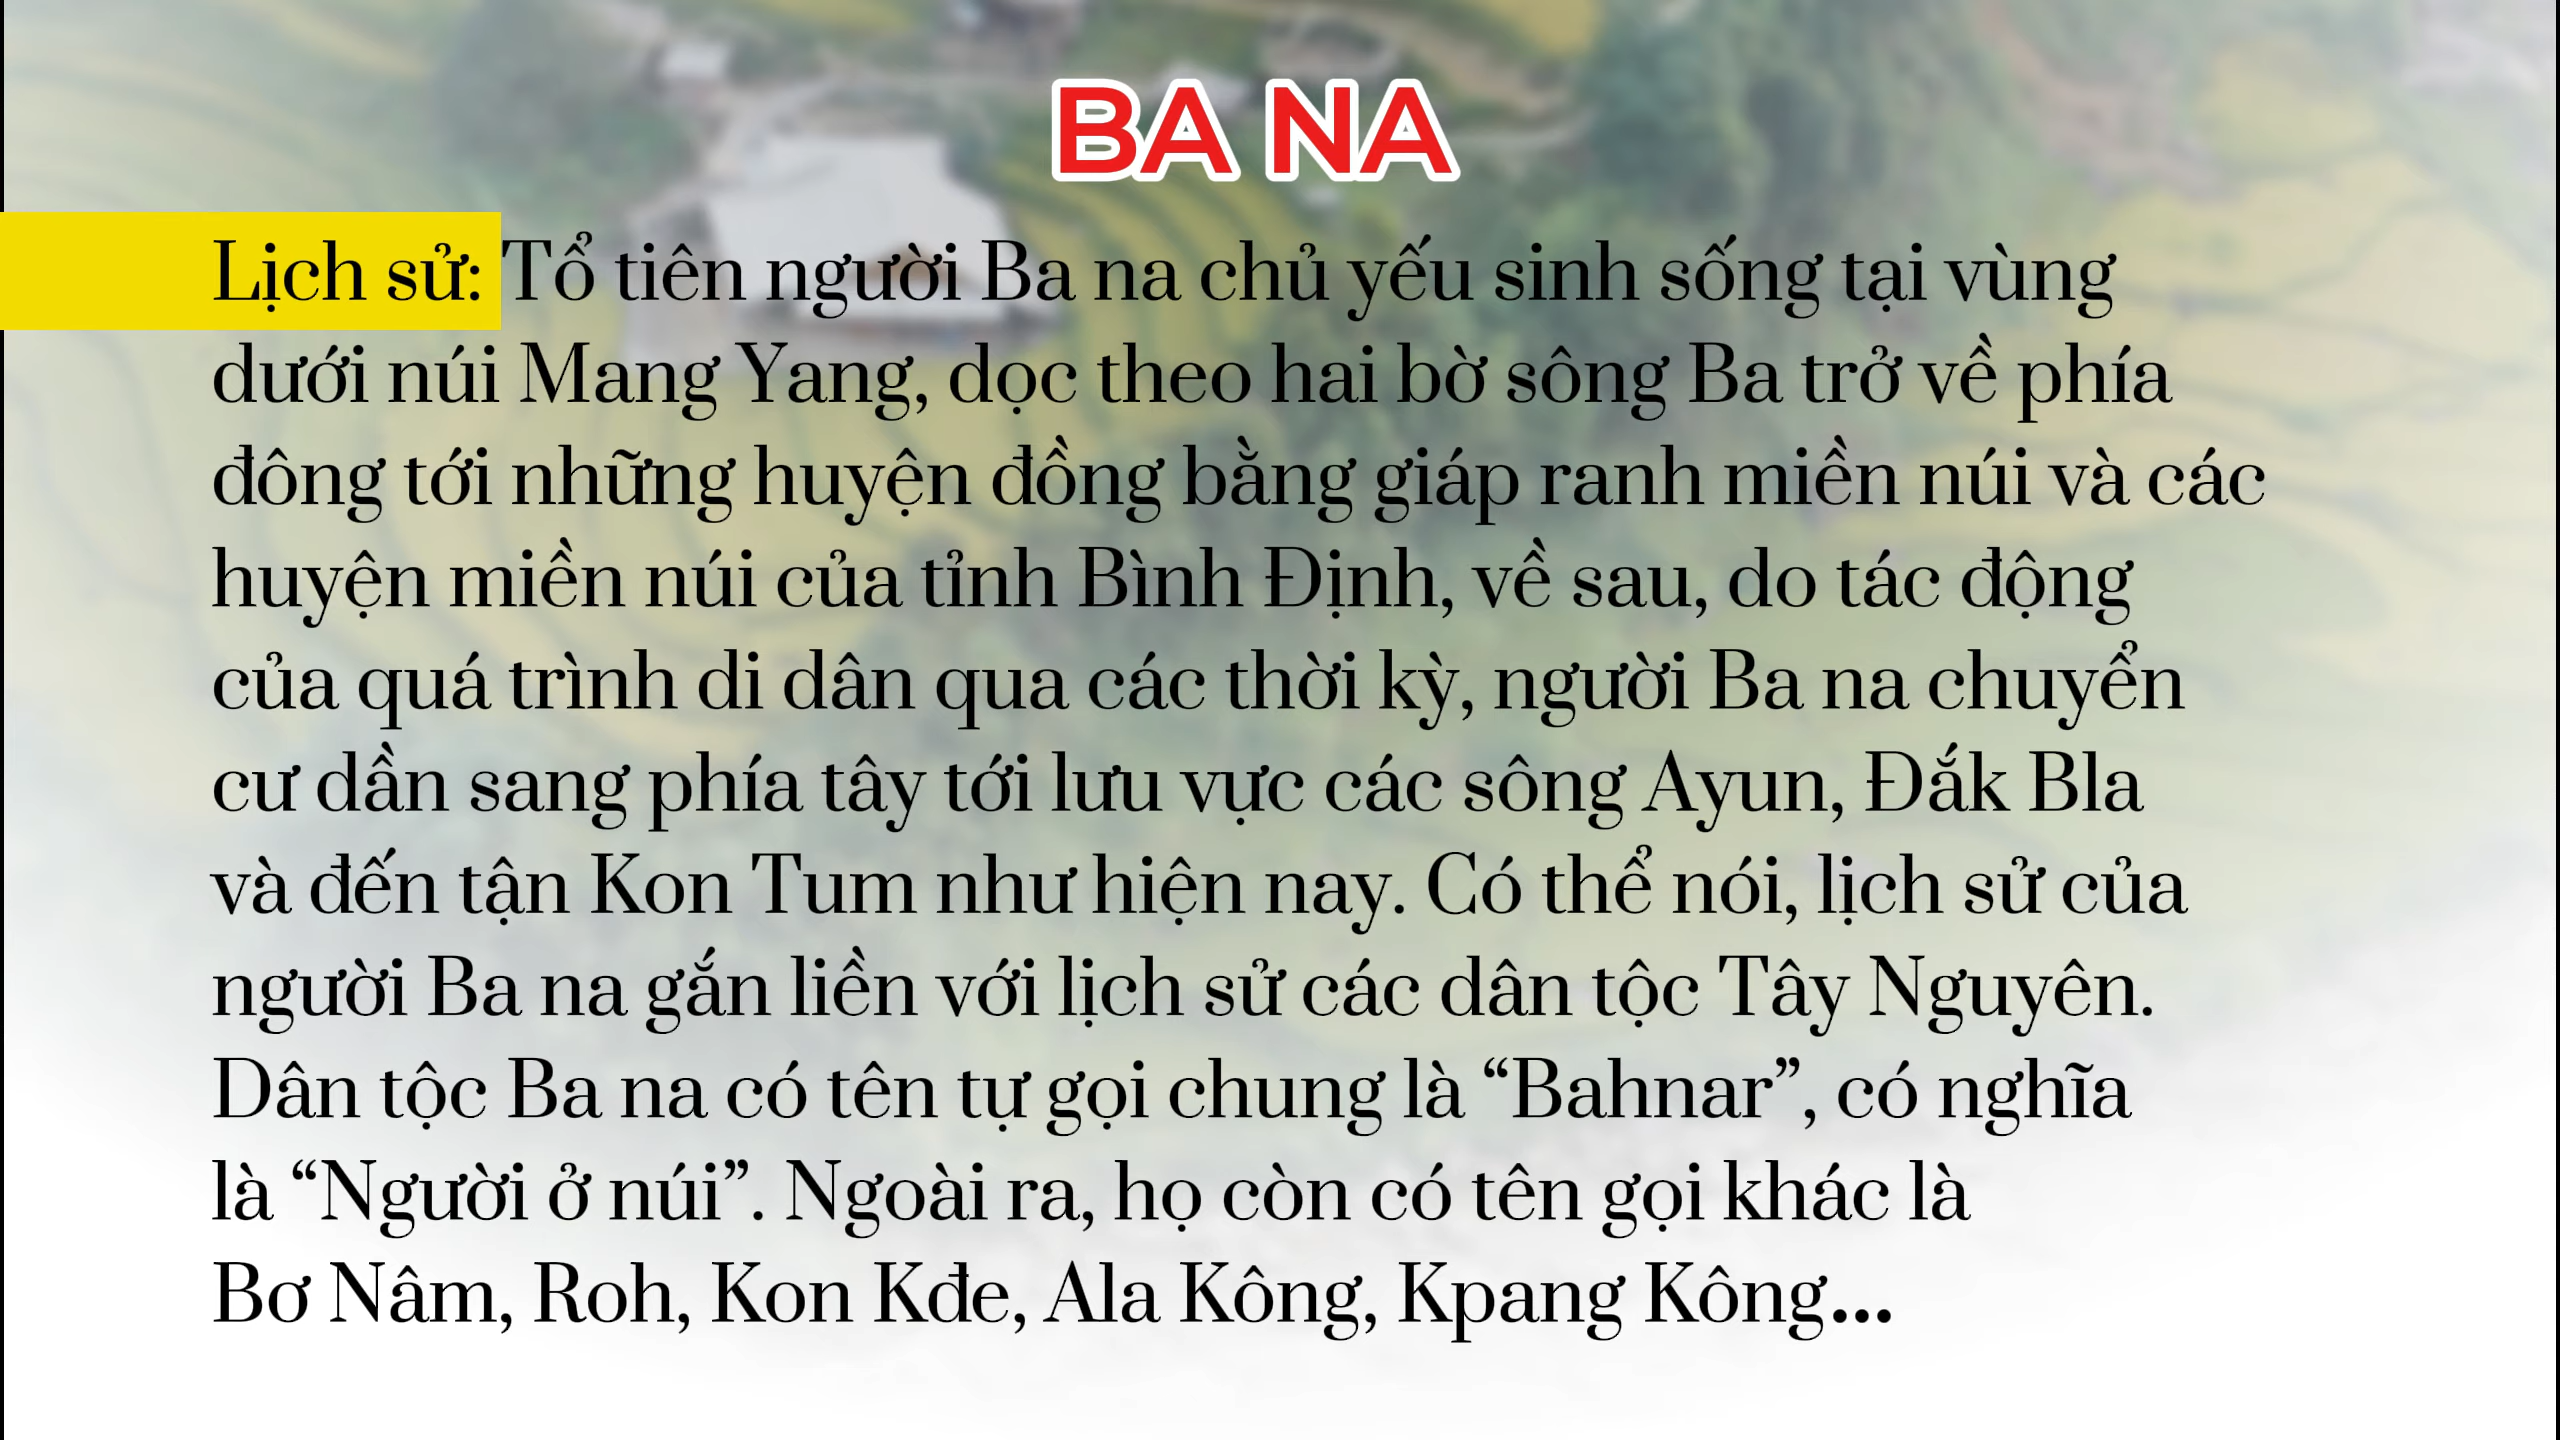 BA NA
Lịch sử: Tổ tiên người Ba na chủ yếu sinh sống tại vùng
dưới núi Mang Yang, dọc theo hai bờ sông Ba trở về phía
đông tới những huyện đồng bằng giáp ranh miền núi và các
huyện miền núi của tỉnh Bình Định, về sau, do tác động
của quá trình di dân qua các thời kỳ, người Ba na chuyển
cư dần sang phía tây tới lưu vực các sông Ayun, Đắk Bla
và đến tận Kon Tum như hiện nay. Có thể nói, lịch sử của
người Ba na gắn liền với lịch sử các dân tộc Tây Nguyên.
Dân tộc Ba na có tên tự gọi chung là “Bahnar”, có nghĩa
là “Người ở núi”. Ngoài ra, họ còn có tên gọi khác là
Bơ Nâm, Roh, Kon Kđe, Ala Kông, Kpang Kông...